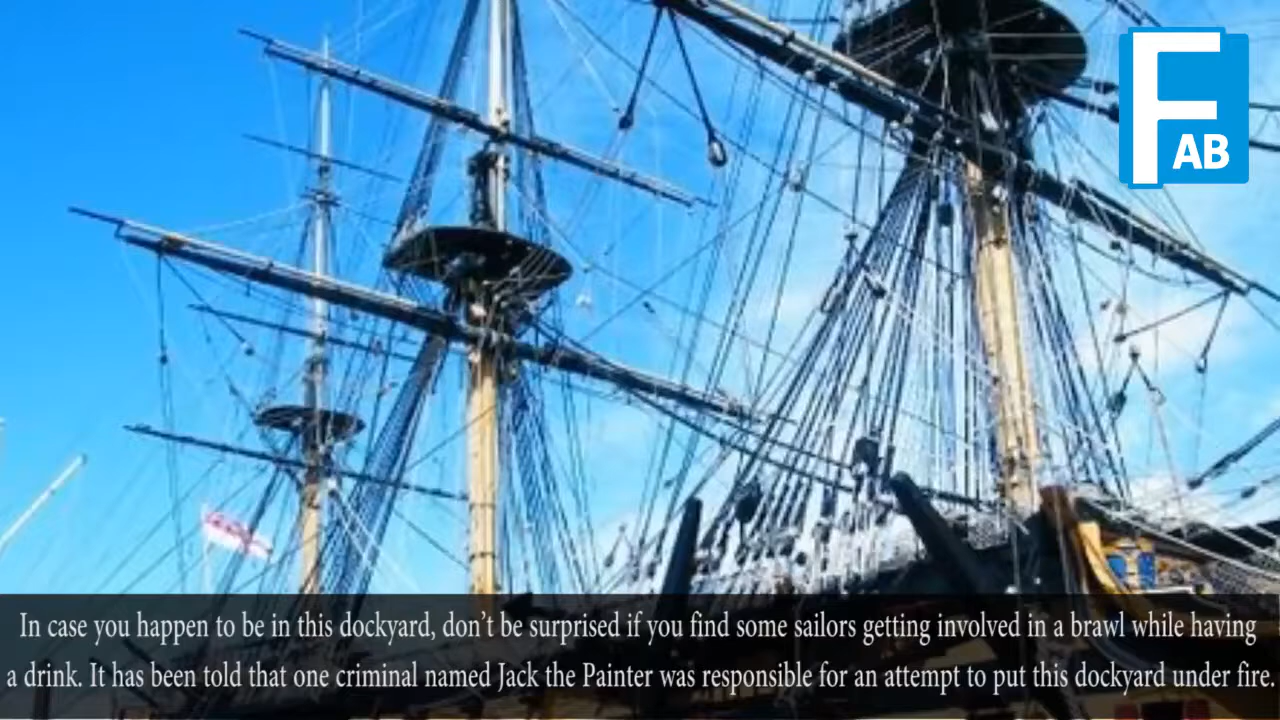 F
AB
In case you happen to be in this dockyard, don't be surprised if you find some sailors getting involved in a brawl while having
a drink. It has been told that one criminal named Jack the Painter was responsible for an attempt to put this dockyard under fire.